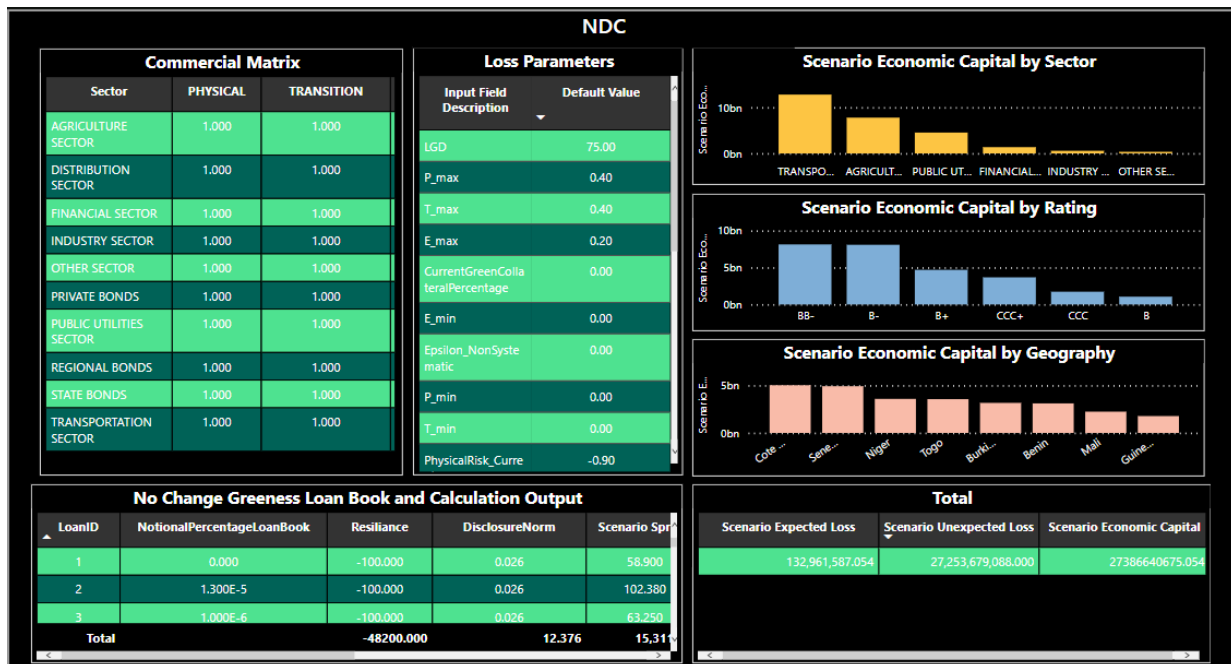 NDC
Commercial Matrix
Sector PHYSICAL TRANSITION
AGRICULTURE SECTOR 1.000 1.000
DISTRIBUTION SECTOR 1.000 1.000
FINANCIAL SECTOR 1.000 1.000
INDUSTRY SECTOR 1.000 1.000
OTHER SECTOR 1.000 1.000
PRIVATE BONDS 1.000 1.000
PUBLIC UTILITIES SECTOR 1.000 1.000
REGIONAL BONDS 1.000 1.000
STATE BONDS 1.000 1.000
TRANSPORTATION SECTOR 1.000 1.000
Loss Parameters
Input Field Description Default Value
LGD 75.00
P_max 0.40
T_max 0.40
E_max 0.20
CurrentGreenCollateralPercentage 0.00
E_min 0.00
Epsilon_NonSystematic 0.00
P_min 0.00
T_min 0.00
PhysicalRisk_Curre -0.90
Scenario Economic Capital by Sector
Scenario Eco...
10bn
0bn
TRANSPO... AGRICULT... PUBLIC UT... FINANCIAL... INDUSTRY ... OTHER SE...
Scenario Economic Capital by Rating
Scenario Eco...
10bn
5bn
0bn
BB- B- B+ CCC+ CCC B
Scenario Economic Capital by Geography
Scenario E...
5bn
0bn
Cote ... Sene... Niger Togo Burki... Benin Mali Guine...
No Change Greeness Loan Book and Calculation Output
LoanID NotionalPercentageLoanBook Resiliance DisclosureNorm Scenario Spr
1 0.000 -100.000 0.026 58.900
2 1.300E-5 -100.000 0.026 102.380
3 1.000E-6 -100.000 0.026 63.250
Total -48200.000 12.376 15,311
Total
Scenario Expected Loss Scenario Unexpected Loss Scenario Economic Capital
132,961,587.054 27,253,679,088.000 27386640675.054